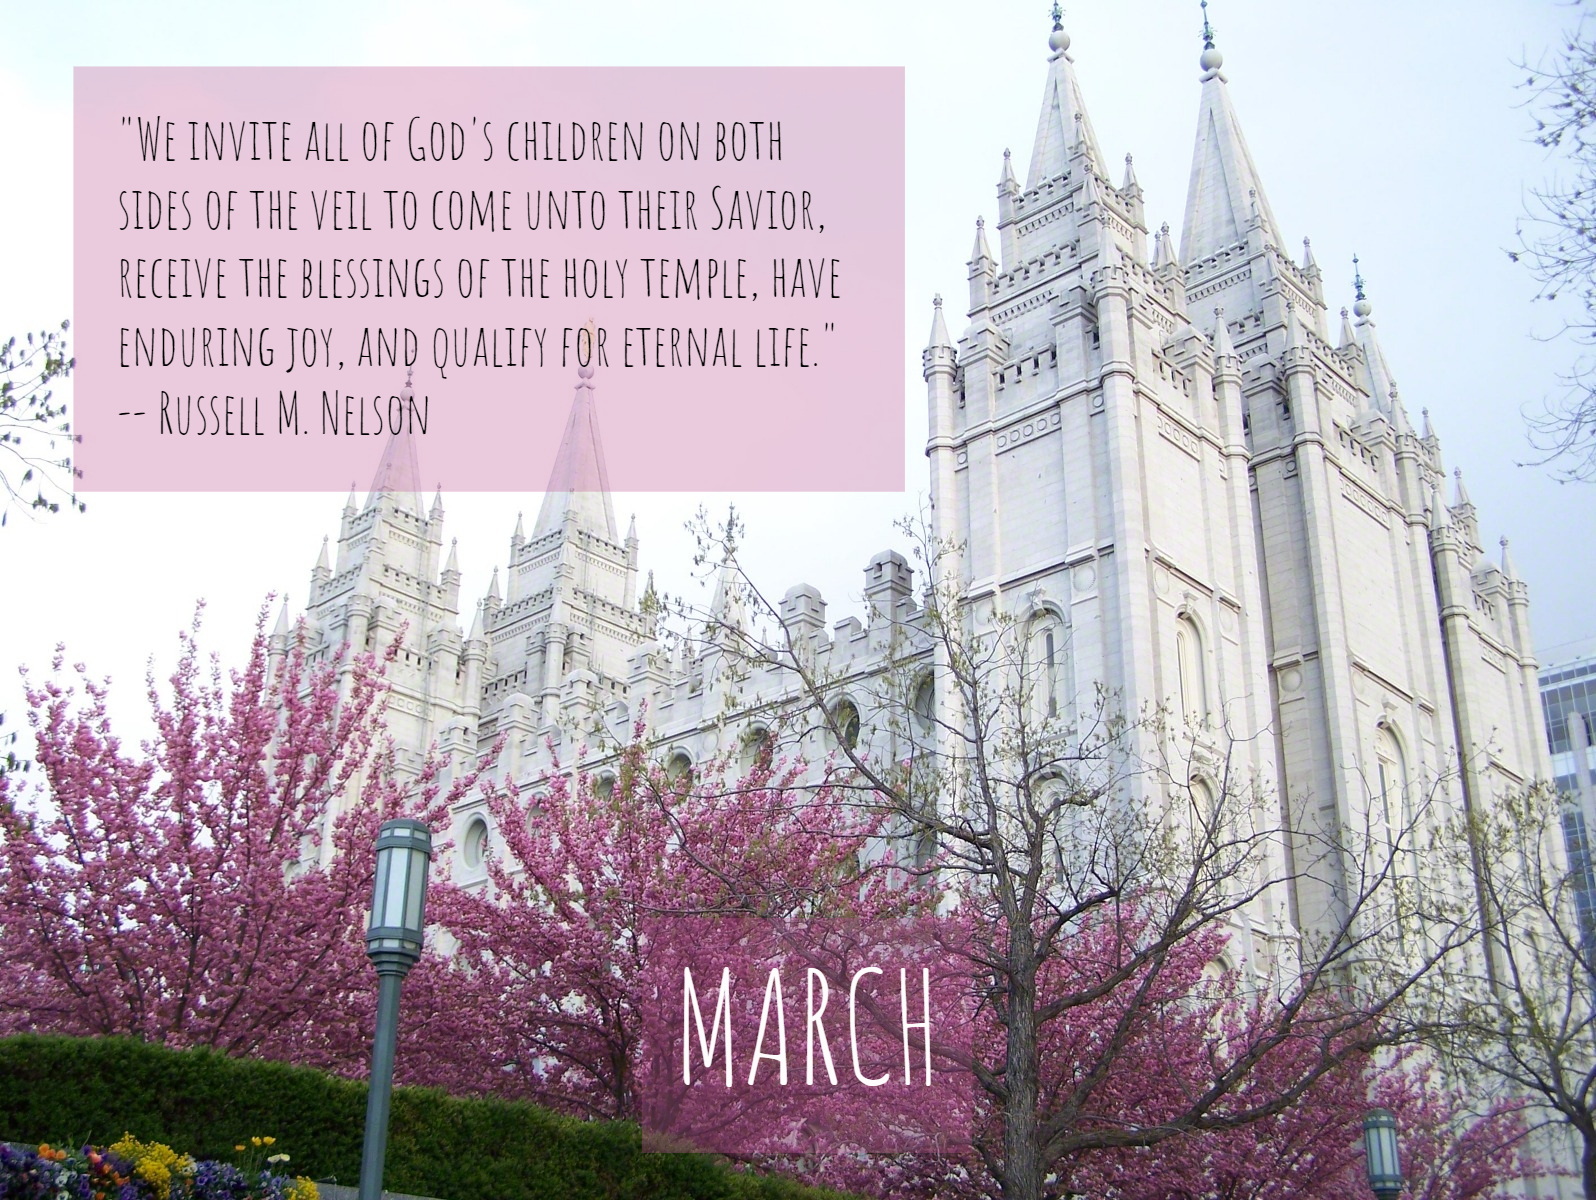 "We invite all of God's children on both
sides of the veil to come unto their Savior,
receive the blessings of the holy temple, have
enduring joy, and qualify for eternal life."
-- Russell M. Nelson
MARCH